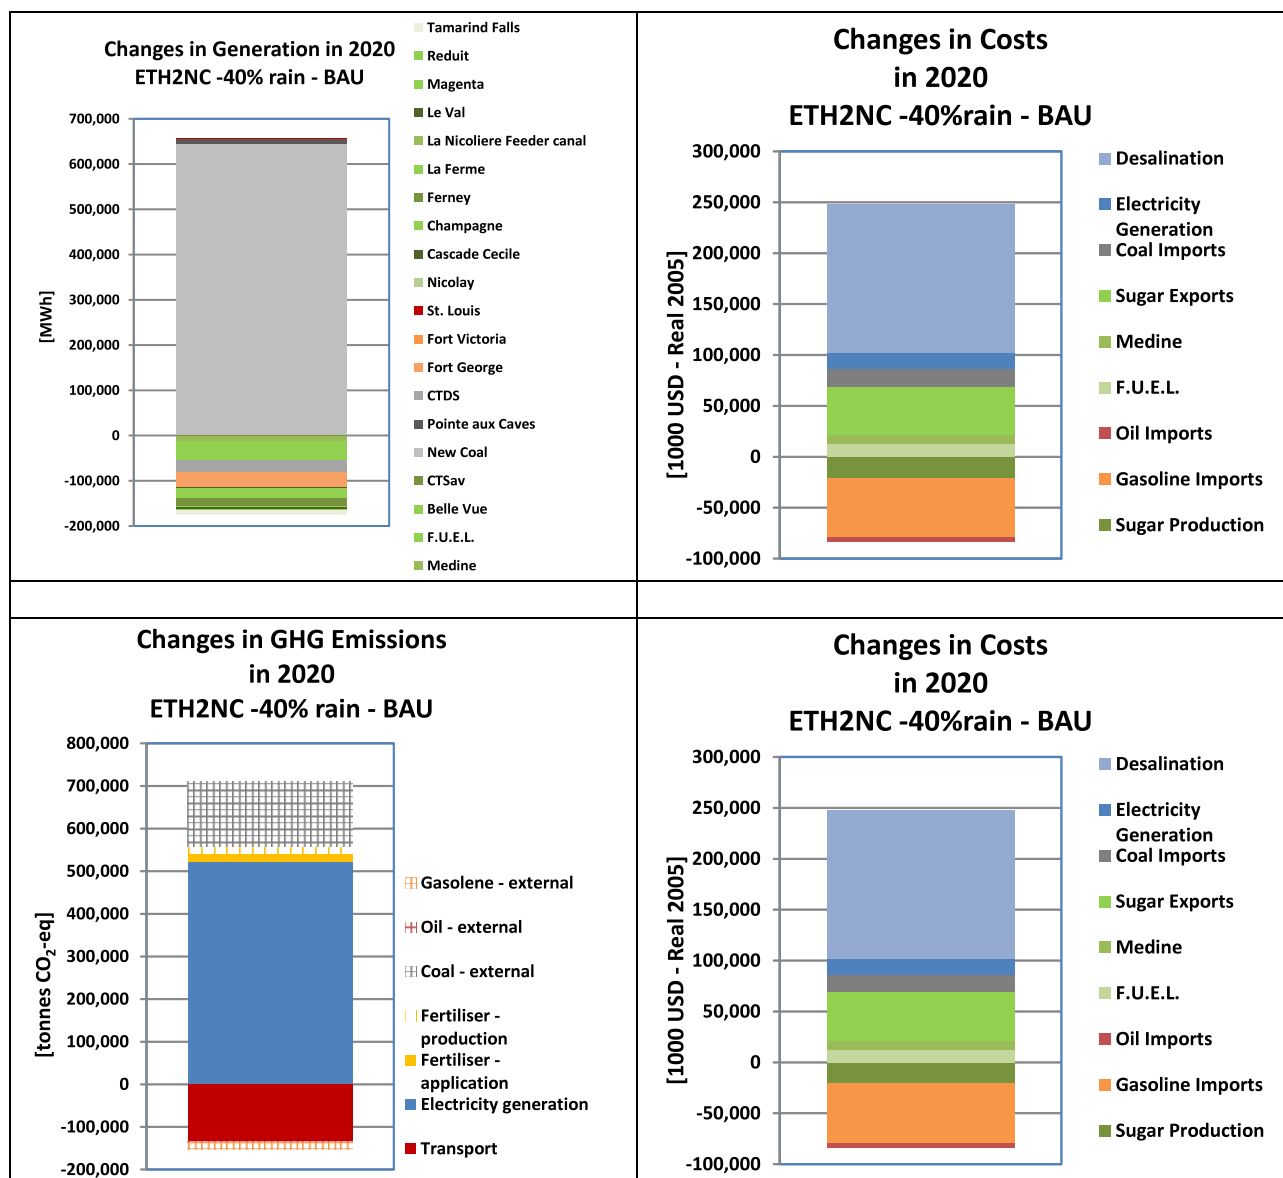 Changes in Generation in 2020
ETH2NC -40% rain - BAU
700,000
600,000
500,000
400,000
300,000
200,000
100,000
0
-100,000
-200,000
[MWh]
Tamarind Falls
Reduit
Magenta
Le Val
La Nicoliere Feeder canal
La Ferme
Ferney
Champagne
Cascade Cecile
Nicolay
St. Louis
Fort Victoria
Fort George
CTDS
Pointe aux Caves
New Coal
CTSav
Belle Vue
F.U.E.L.
Medine
Changes in Costs
in 2020
ETH2NC -40%rain - BAU
300,000
250,000
200,000
150,000
100,000
50,000
0
-50,000
-100,000
[1000 USD - Real 2005]
Desalination
Electricity
Generation
Coal Imports
Sugar Exports
Medine
F.U.E.L.
Oil Imports
Gasoline Imports
Sugar Production
Changes in GHG Emissions
in 2020
ETH2NC -40% rain - BAU
800,000
700,000
600,000
500,000
400,000
300,000
200,000
100,000
0
-100,000
-200,000
[tonnes CO₂-eq]
Gasolene - external
Oil - external
Coal - external
Fertiliser -
production
Fertiliser -
application
Electricity generation
Transport
Changes in Costs
in 2020
ETH2NC -40%rain - BAU
300,000
250,000
200,000
150,000
100,000
50,000
0
-50,000
-100,000
[1000 USD - Real 2005]
Desalination
Electricity
Generation
Coal Imports
Sugar Exports
Medine
F.U.E.L.
Oil Imports
Gasoline Imports
Sugar Production